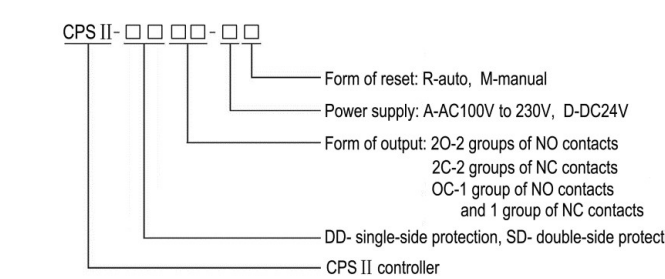 CPS II-□□ □□-□□
Form of reset: R-auto, M-manual
Power supply: A-AC100V to 230V, D-DC24V
Form of output: 2O-2 groups of NO contacts
2C-2 groups of NC contacts
OC-1 group of NO contacts
and 1 group of NC contacts
DD- single-side protection, SD- double-side protect
CPS II controller